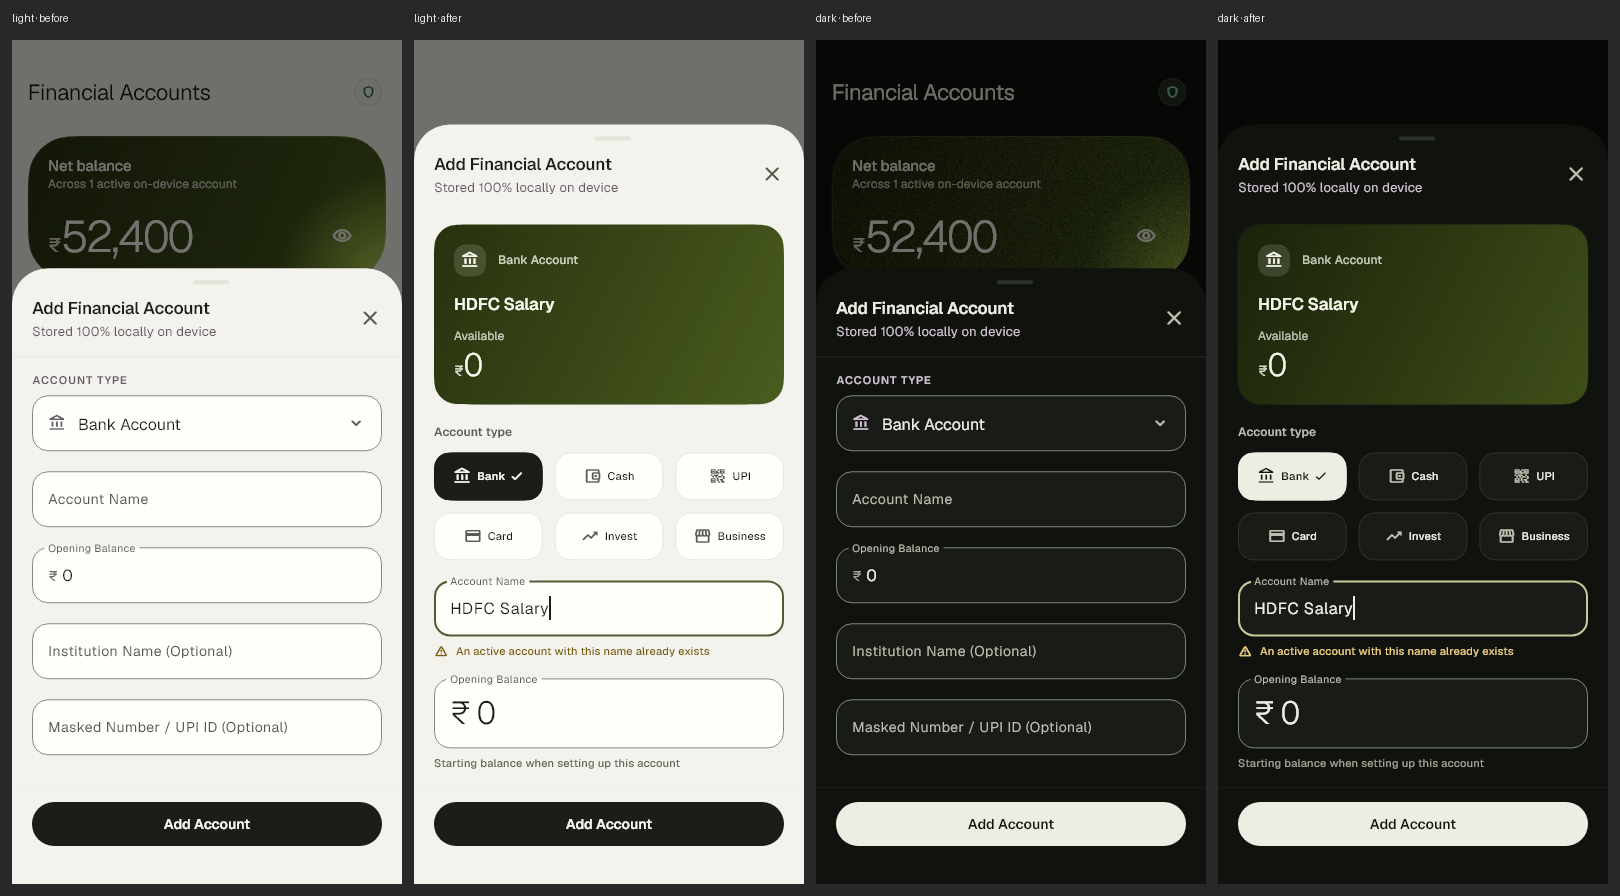 light·before
Financial Accounts
Net balance
Across 1 active on-device account
₹52,400
Add Financial Account
Stored 100% locally on device
ACCOUNT TYPE
Bank Account
Account Name
Opening Balance
₹ 0
Institution Name (Optional)
Masked Number / UPI ID (Optional)
Add Account
light·after
Add Financial Account
Stored 100% locally on device
Bank Account
HDFC Salary
Available
₹0
Account type
Bank
Cash
UPI
Card
Invest
Business
Account Name
HDFC Salary
An active account with this name already exists
Opening Balance
₹ 0
Starting balance when setting up this account
Add Account
dark·before
Financial Accounts
Net balance
Across 1 active on-device account
₹52,400
Add Financial Account
Stored 100% locally on device
ACCOUNT TYPE
Bank Account
Account Name
Opening Balance
₹ 0
Institution Name (Optional)
Masked Number / UPI ID (Optional)
Add Account
dark·after
Add Financial Account
Stored 100% locally on device
Bank Account
HDFC Salary
Available
₹0
Account type
Bank
Cash
UPI
Card
Invest
Business
Account Name
HDFC Salary
An active account with this name already exists
Opening Balance
₹ 0
Starting balance when setting up this account
Add Account